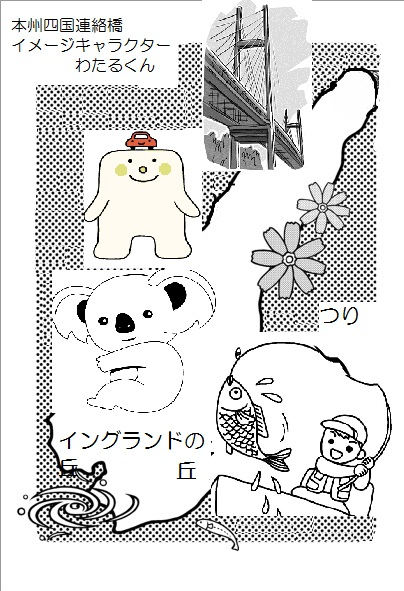 本州四国連絡橋
イメージキャラクター
わたるくん
つり
イングランドの
丘
丘